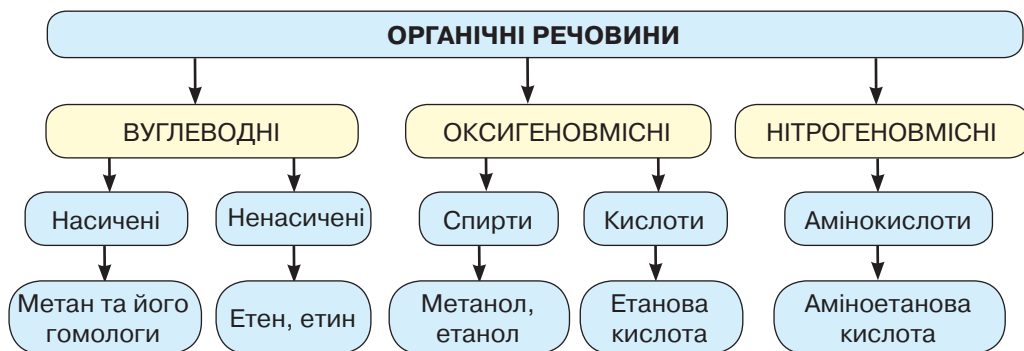 ОРГАНІЧНІ РЕЧОВИНИ
ВУГЛЕВОДНІ
ОКСИГЕНОВМІСНІ
НІТРОГЕНОВМІСНІ
Насичені
Ненасичені
Спирти
Кислоти
Амінокислоти
Метан та його
гомологи
Етен, етин
Метанол,
етанол
Етанова
кислота
Аміноетанова
кислота